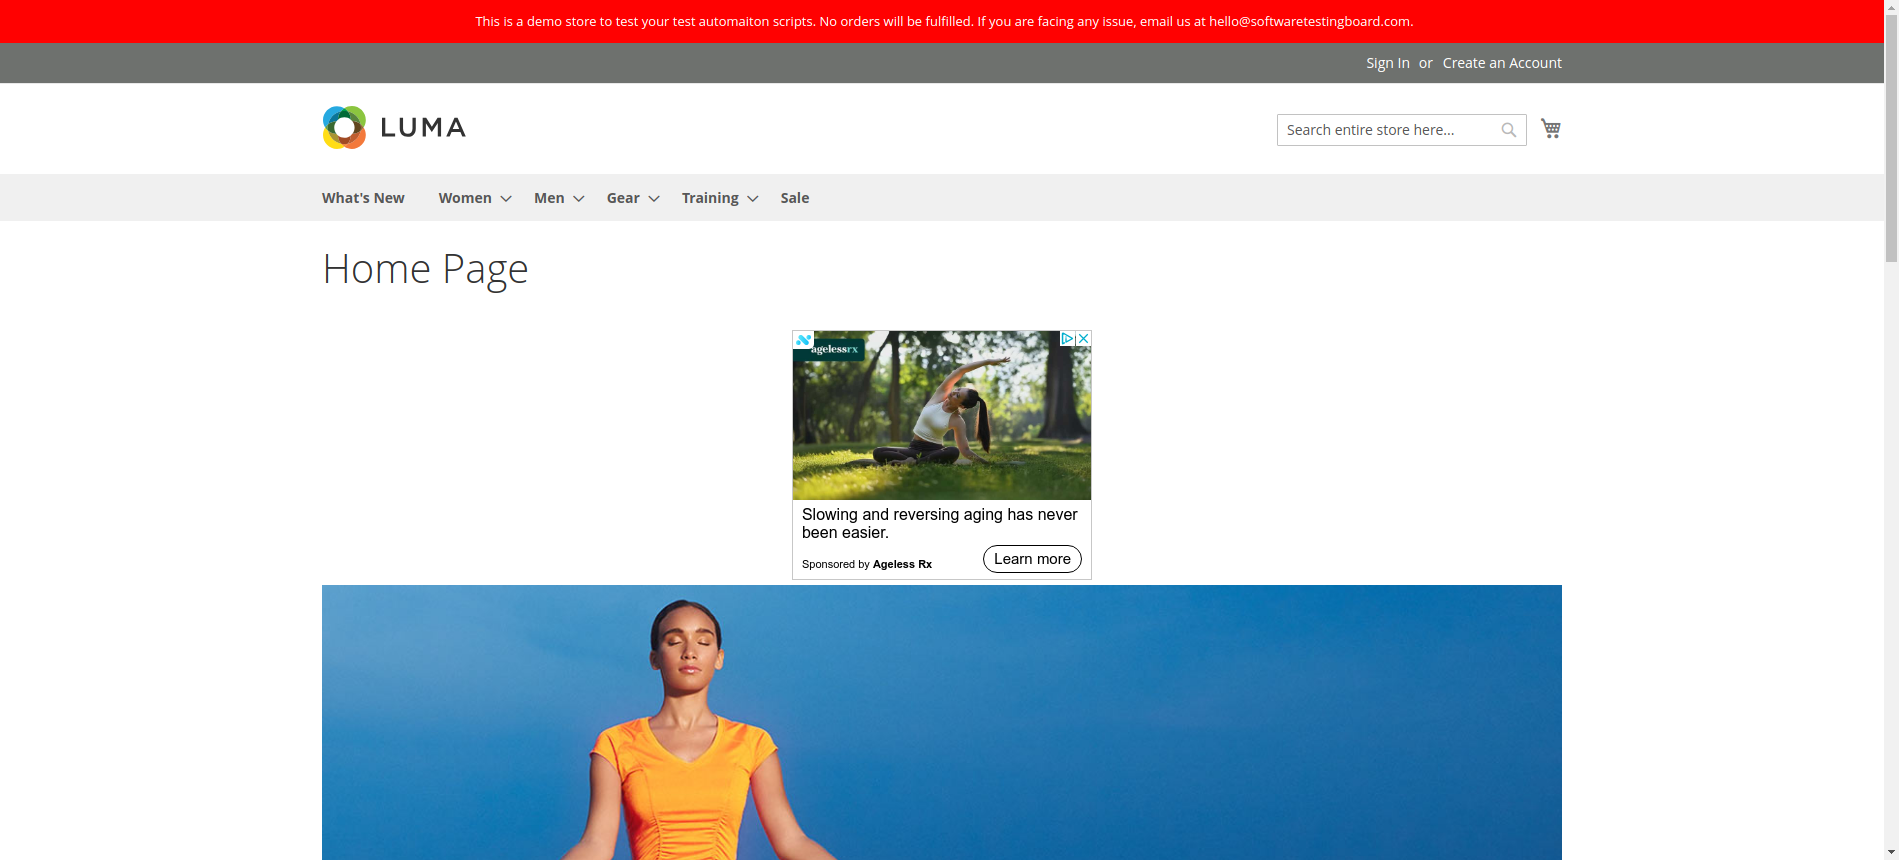 This is a demo store to test your test automaiton scripts. No orders will be fulfilled. If you are facing any issue, email us at hello@softwaretestingboard.com.
Sign In or Create an Account
LUMA
Search entire store here...
What's New Women Men Gear Training Sale
Home Page
agelessrx
Slowing and reversing aging has never
been easier.
Sponsored by Ageless Rx
Learn more